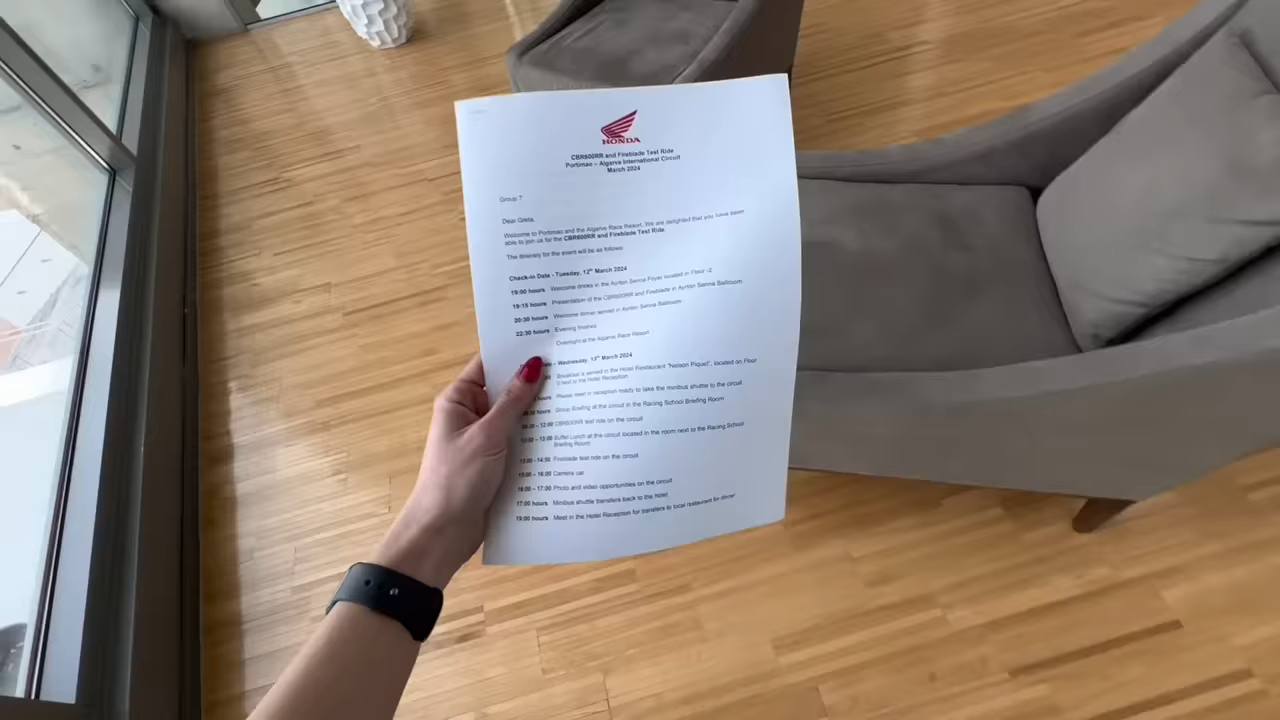 HONDA
CBR600RR and Fireblade Test Ride
Portimao – Algarve International Circuit
March 2024
Group 7
Dear Greta,
Welcome to Portimao and the Algarve Race Resort. We are delighted that you have been
able to join us for the CBR600RR and Fireblade Test Ride.
The itinerary for the event will be as follows:
Check-in Date - Tuesday, 12th March 2024
19:00 hours Welcome drinks in the Ayrton Senna Foyer located in Floor -2
19:15 hours Presentation of the CBR600RR and Fireblade in Ayrton Senna Ballroom
20:30 hours Welcome dinner served in Ayrton Senna Ballroom
22:30 hours Evening finishes
Overnight at the Algarve Race Resort
– Wednesday, 13th March 2024
Breakfast is served in the Hotel Restaurant "Nelson Piquet", located on Floor
0 next to the Hotel Reception
hours Please meet in reception ready to take the minibus shuttle to the circuit
hours Group Briefing at the circuit in the Racing School Briefing Room
– 12:00 CBR600RR test ride on the circuit
– 13:00 Buffet Lunch at the circuit located in the room next to the Racing School
Briefing Room
13:00 - 14:50 Fireblade test ride on the circuit
15:00 – 16:00 Camera car
16:00 – 17:00 Photo and video opportunities on the circuit
17:00 hours Minibus shuttle transfers back to the hotel
19:00 hours Meet in the Hotel Reception for transfers to local restaurant for dinner